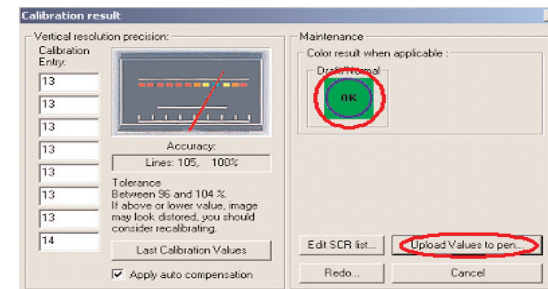 Calibration result
Vertical resolution precision:
Calibration
Entry:
13
13
13
13
13
13
13
14
Accuracy:
Lines: 105, 100%
Tolerance
Between 96 and 104 %.
If above or lower value, image
may look distored, you should
consider recalibrating.
Last Calibration Values
Apply auto compensation
Maintenance
Color result when applicable :
Draft/Normal
OK
Edit SCR list...
Upload Values to pen...
Redo...
Cancel